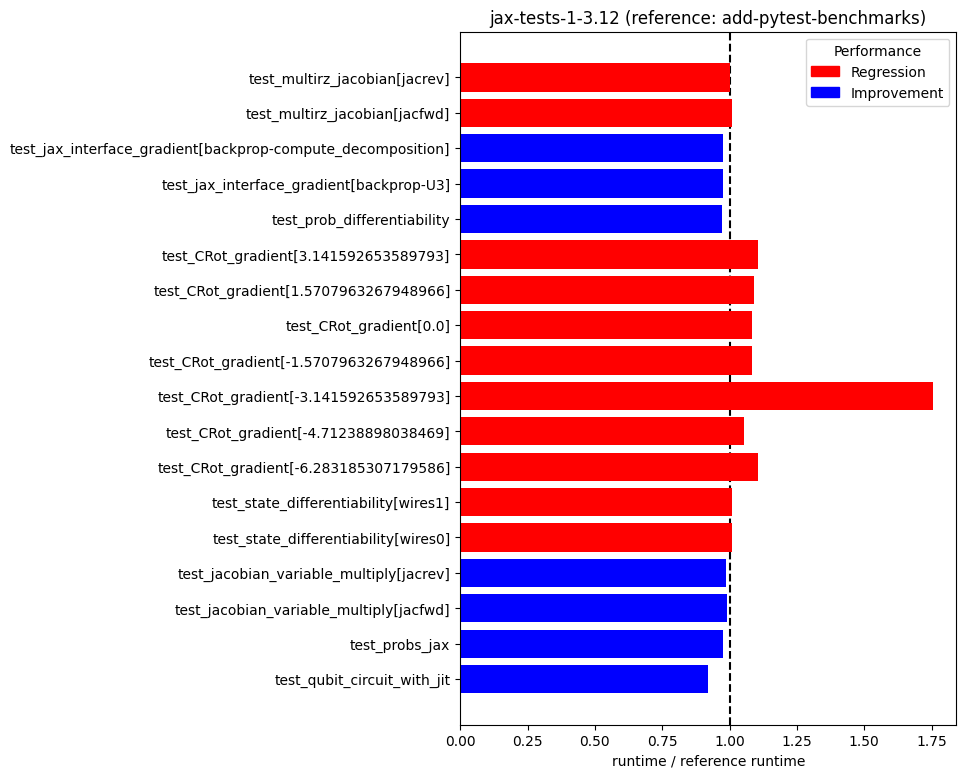 jax-tests-1-3.12 (reference: add-pytest-benchmarks)
Performance
Regression
Improvement
test_multirz_jacobian[jacrev]
test_multirz_jacobian[jacfwd]
test_jax_interface_gradient[backprop-compute_decomposition]
test_jax_interface_gradient[backprop-U3]
test_prob_differentiability
test_CRot_gradient[3.141592653589793]
test_CRot_gradient[1.5707963267948966]
test_CRot_gradient[0.0]
test_CRot_gradient[-1.5707963267948966]
test_CRot_gradient[-3.141592653589793]
test_CRot_gradient[-4.71238898038469]
test_CRot_gradient[-6.283185307179586]
test_state_differentiability[wires1]
test_state_differentiability[wires0]
test_jacobian_variable_multiply[jacrev]
test_jacobian_variable_multiply[jacfwd]
test_probs_jax
test_qubit_circuit_with_jit
0.00 0.25 0.50 0.75 1.00 1.25 1.50 1.75
runtime / reference runtime